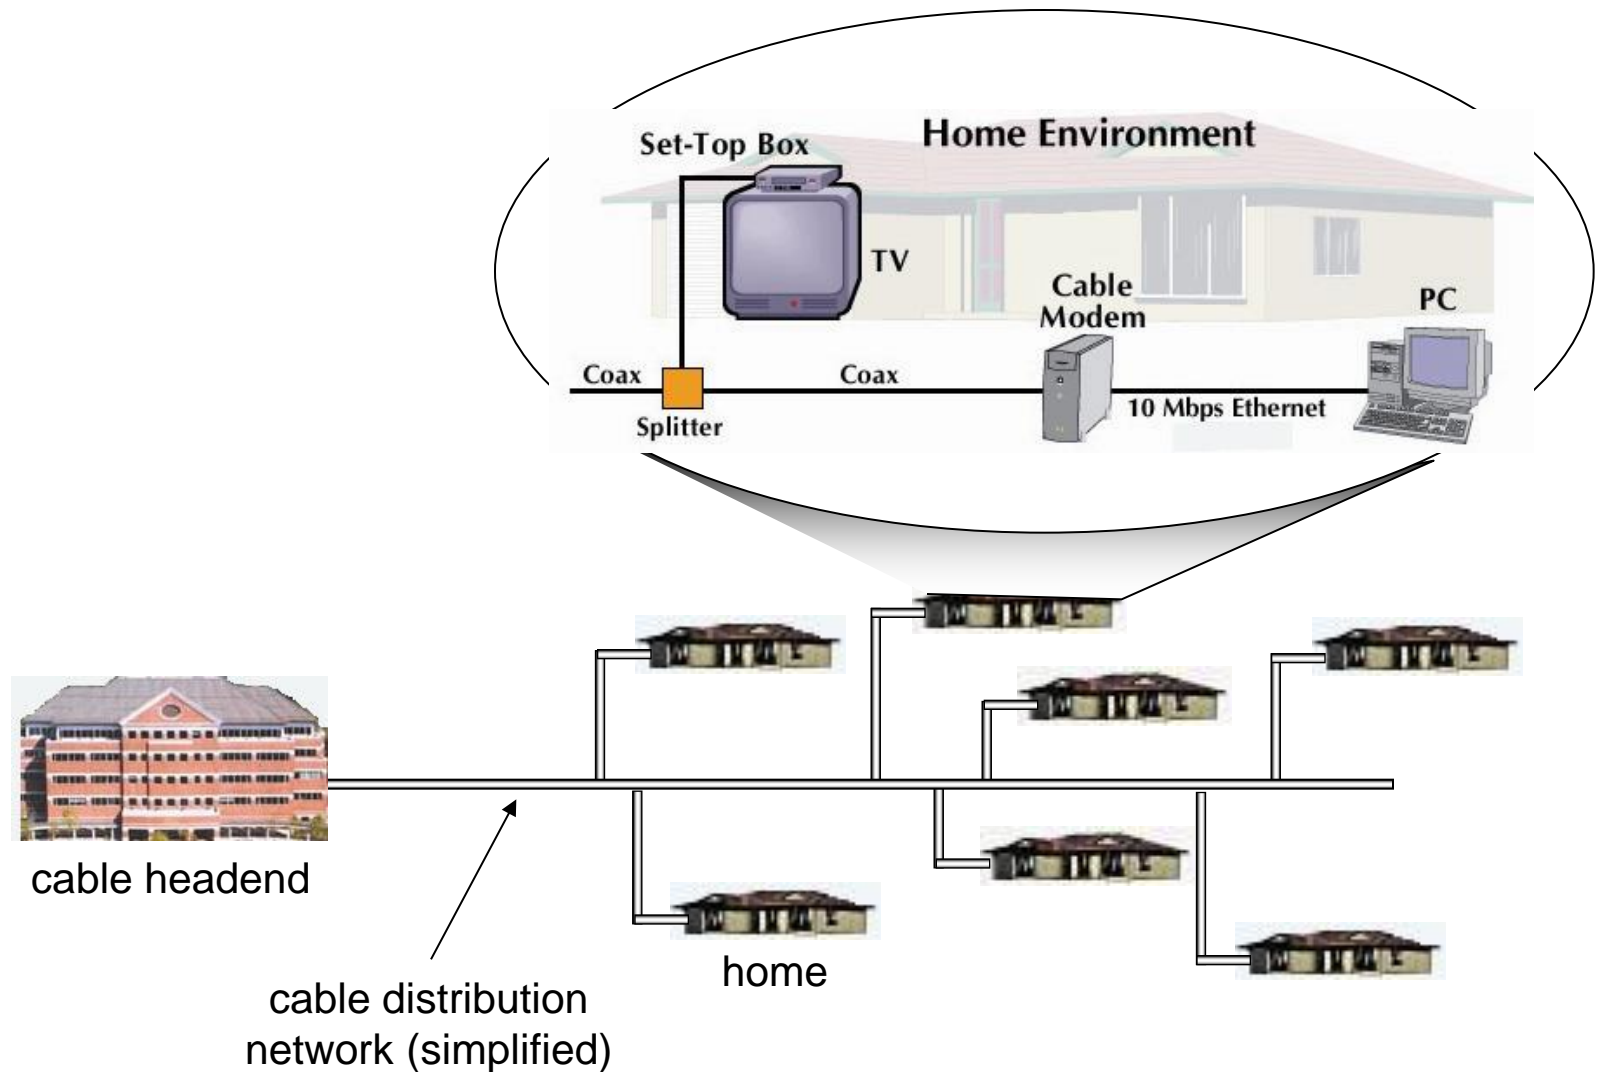 Home Environment
Set-Top Box
TV
Cable
Modem
PC
Coax
Coax
10 Mbps Ethernet
Splitter
cable headend
home
cable distribution
network (simplified)